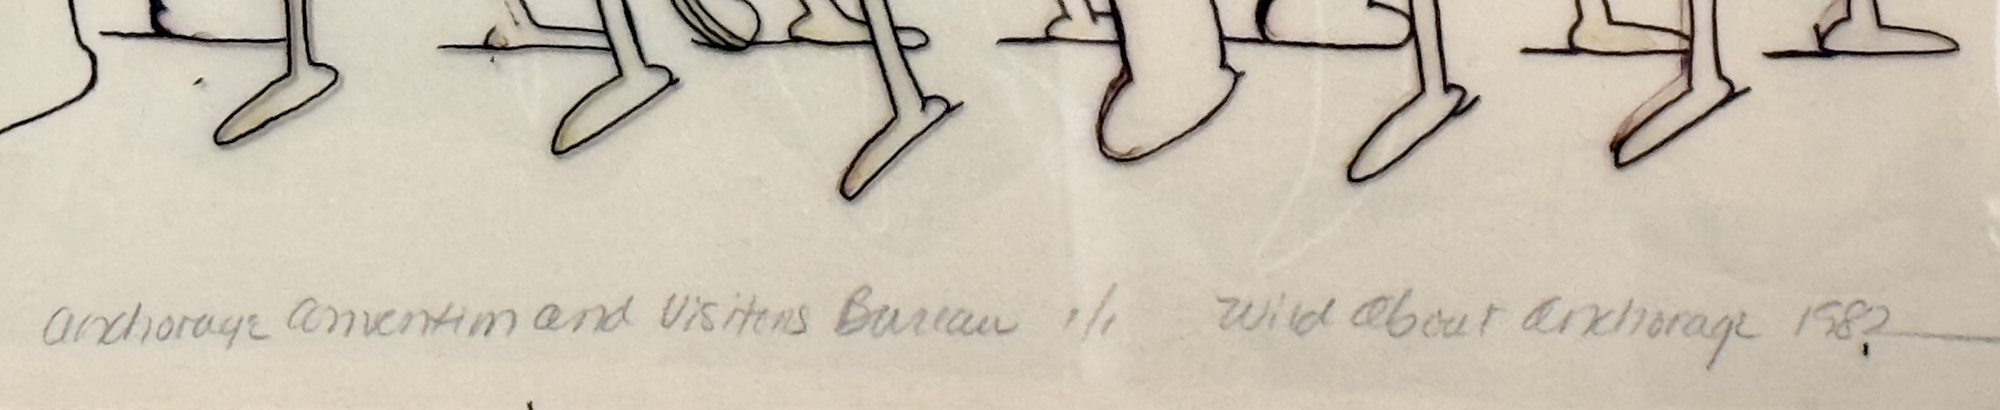 Anchorage Convention and Visitors Bureau 1/1 Wild About Anchorage 1982